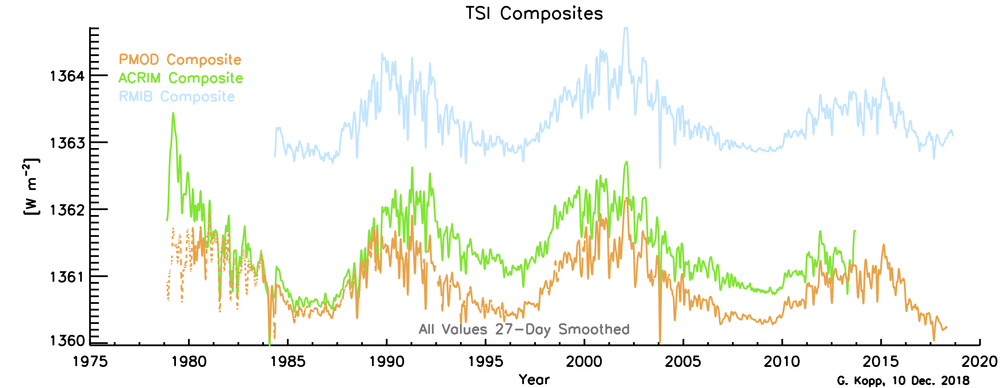 TSI Composites
PMOD Composite
ACRIM Composite
RMIB Composite
1364
1363
1362
1361
1360
[W m⁻²]
All Values 27-Day Smoothed
1975 1980 1985 1990 1995 2000 2005 2010 2015 2020
Year
G. Kopp, 10 Dec. 2018